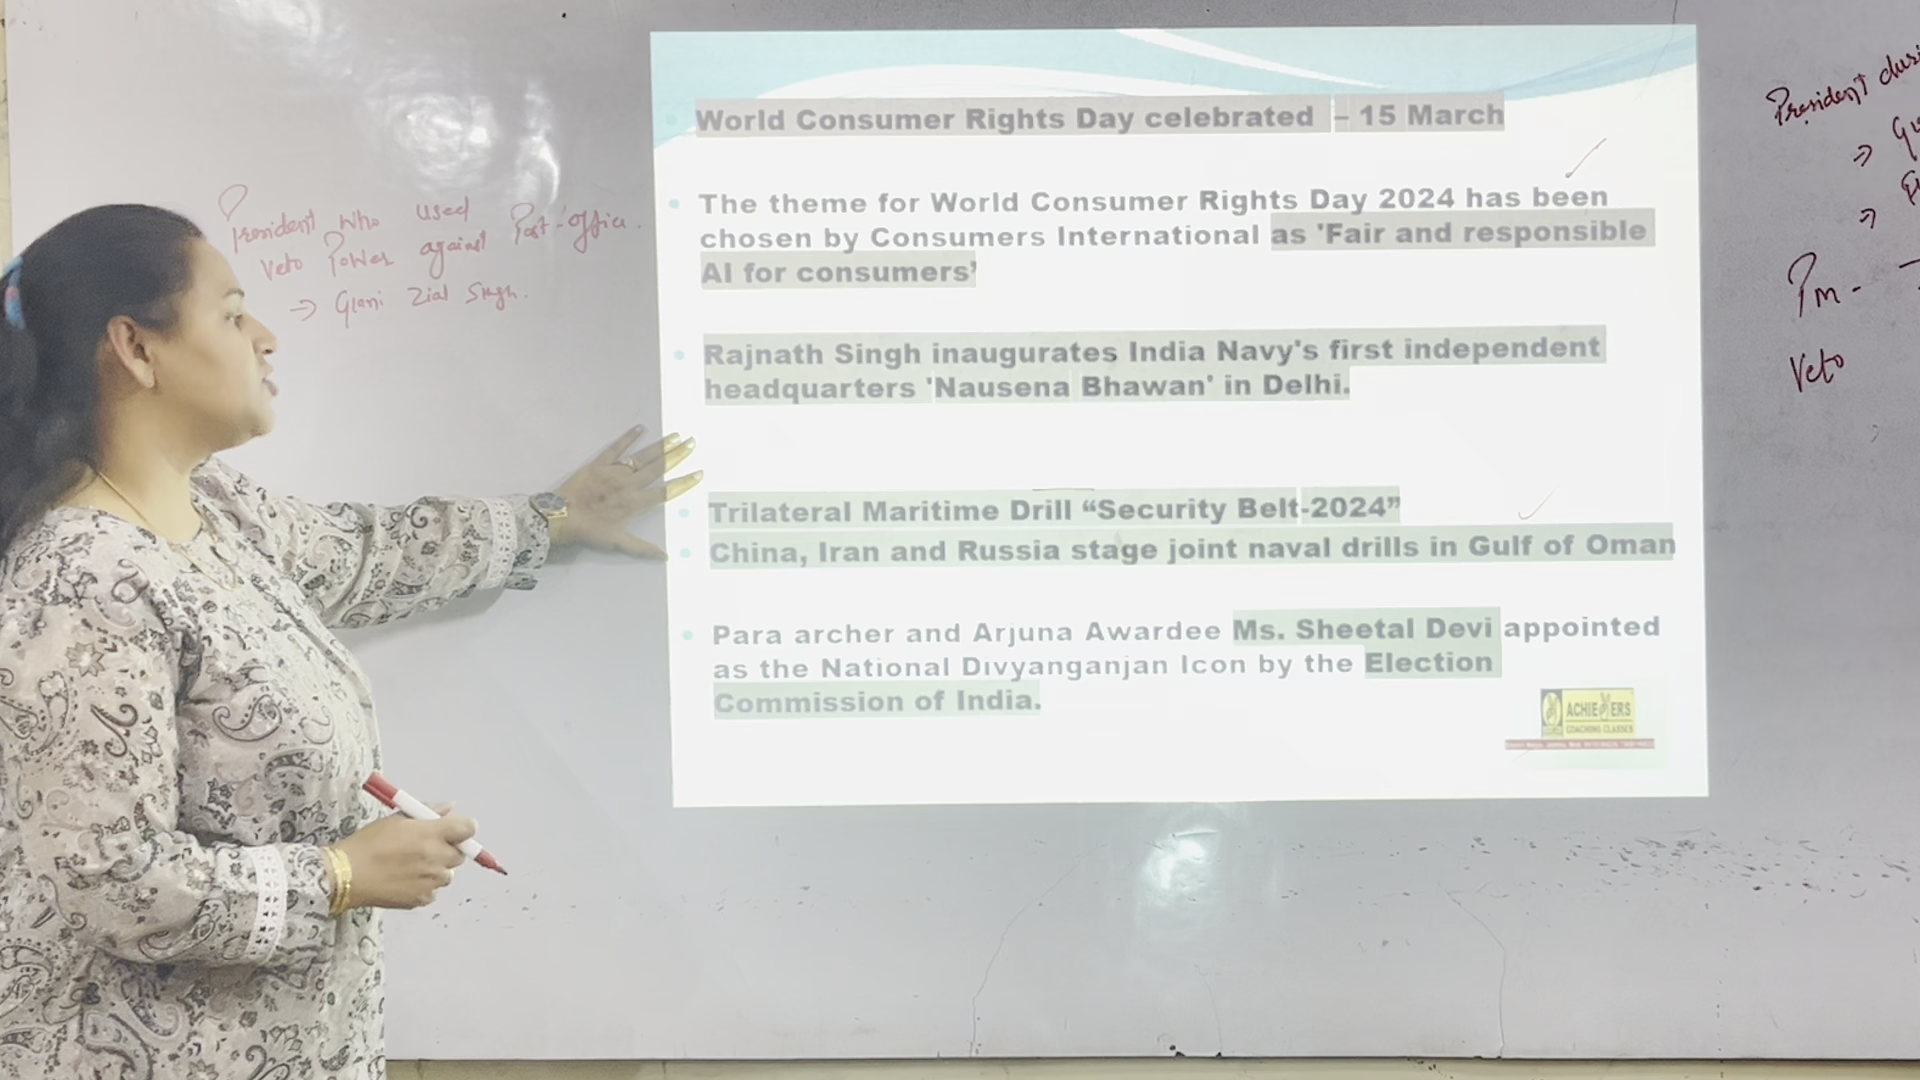 President who used
Veto Power against Post-office.
→ Giani Zial Singh.
World Consumer Rights Day celebrated – 15 March
The theme for World Consumer Rights Day 2024 has been
chosen by Consumers International as 'Fair and responsible
AI for consumers’
Rajnath Singh inaugurates India Navy's first independent
headquarters 'Nausena Bhawan' in Delhi.
Trilateral Maritime Drill “Security Belt-2024”
China, Iran and Russia stage joint naval drills in Gulf of Oman
Para archer and Arjuna Awardee Ms. Sheetal Devi appointed
as the National Divyanganjan Icon by the Election
Commission of India.
ACHIEVERS
COACHING CLASSES
President
Pm -
Veto